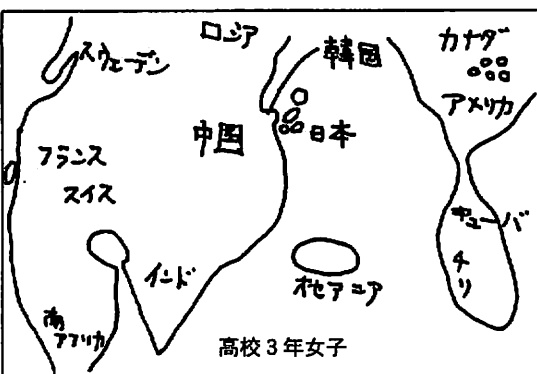 ロシア
スウェーデン
韓国
カナダ
アメリカ
中国
日本
フランス
スイス
キューバ
チリ
インド
オセアニア
南
アフリカ
高校3年女子